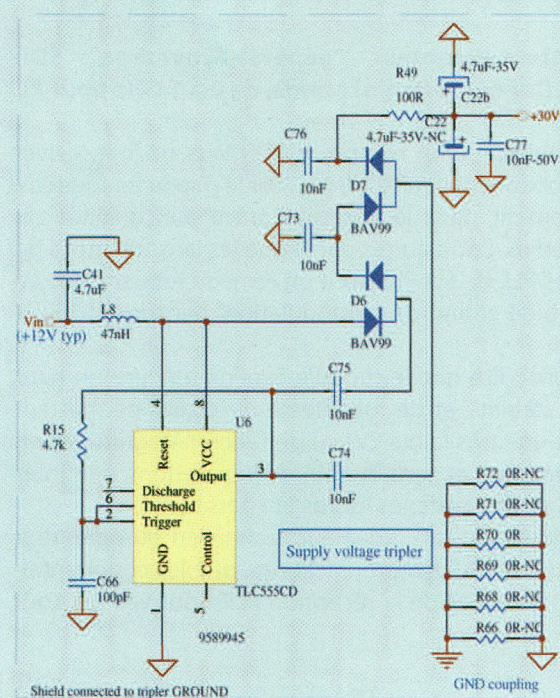 R49
100R
4.7uF-35V
C22b
+30V
C22
4.7uF-35V-NC
C77
10nF-50V
C76
10nF
D7
BAV99
C73
10nF
D6
BAV99
C41
4.7uF
Vin
(+12V typ)
L8
47nH
C75
10nF
C74
10nF
R15
4.7k
4
8
U6
Reset
VCC
Output
3
7
Discharge
6
Threshold
2
Trigger
GND
Control
1
5
TLC555CD
C66
100pF
9589945
Supply voltage tripler
R72 0R-NC
R71 0R-NC
R70 0R
R69 0R-NC
R68 0R-NC
R66 0R-NC
GND coupling
Shield connected to tripler GROUND